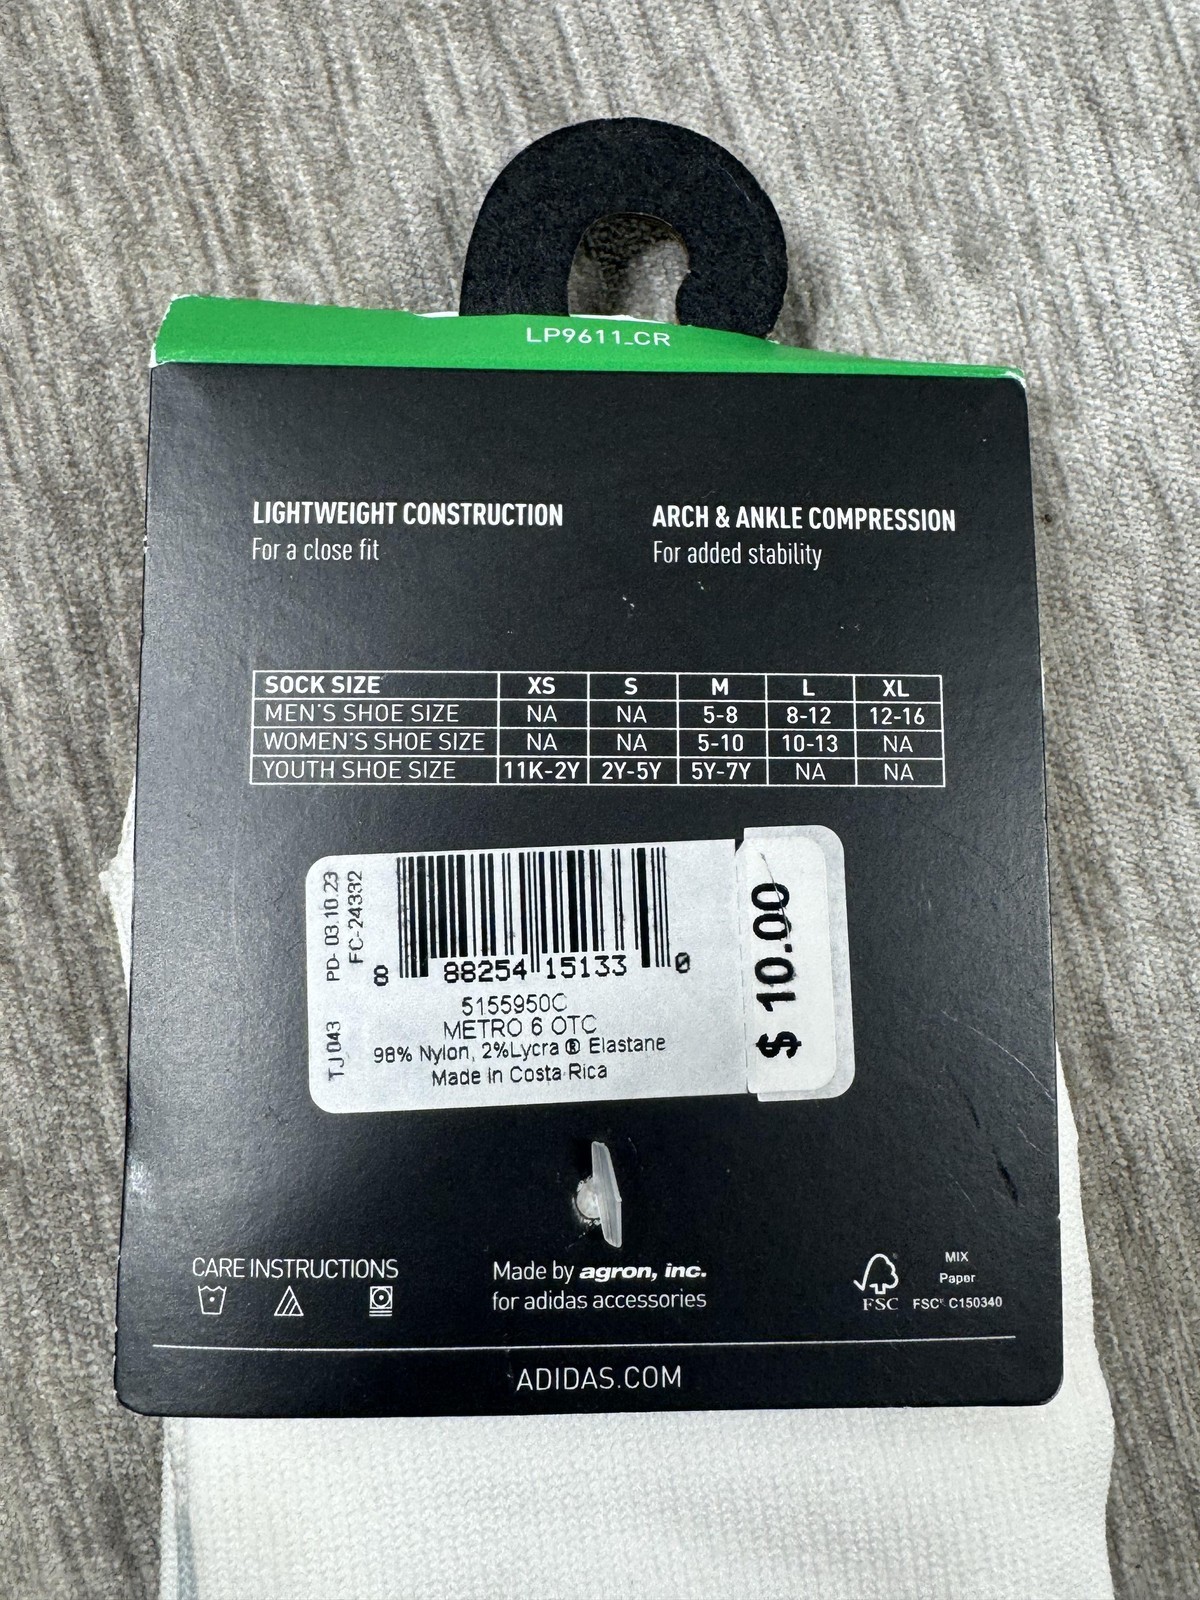 LP9611_CR
LIGHTWEIGHT CONSTRUCTION
For a close fit
ARCH & ANKLE COMPRESSION
For added stability
SOCK SIZE XS S M L XL
MEN'S SHOE SIZE NA NA 5-8 8-12 12-16
WOMEN'S SHOE SIZE NA NA 5-10 10-13 NA
YOUTH SHOE SIZE 11K-2Y 2Y-5Y 5Y-7Y NA NA
TJ 043 PD- 03.10.23
FC-24332
8 88254 15133 0
5155950C
METRO 6 OTC
98% Nylon, 2%Lycra ® Elastane
Made In Costa Rica
$ 10.00
CARE INSTRUCTIONS
Made by agron, inc.
for adidas accessories
FSC
MIX
Paper
FSC® C150340
ADIDAS.COM